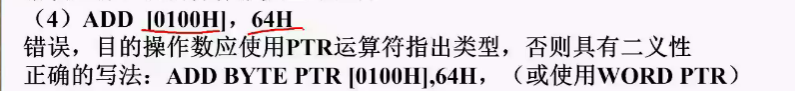 （4）ADD [0100H]，64H
错误，目的操作数应使用PTR运算符指出类型，否则具有二义性
正确的写法：ADD BYTE PTR [0100H],64H，（或使用WORD PTR）